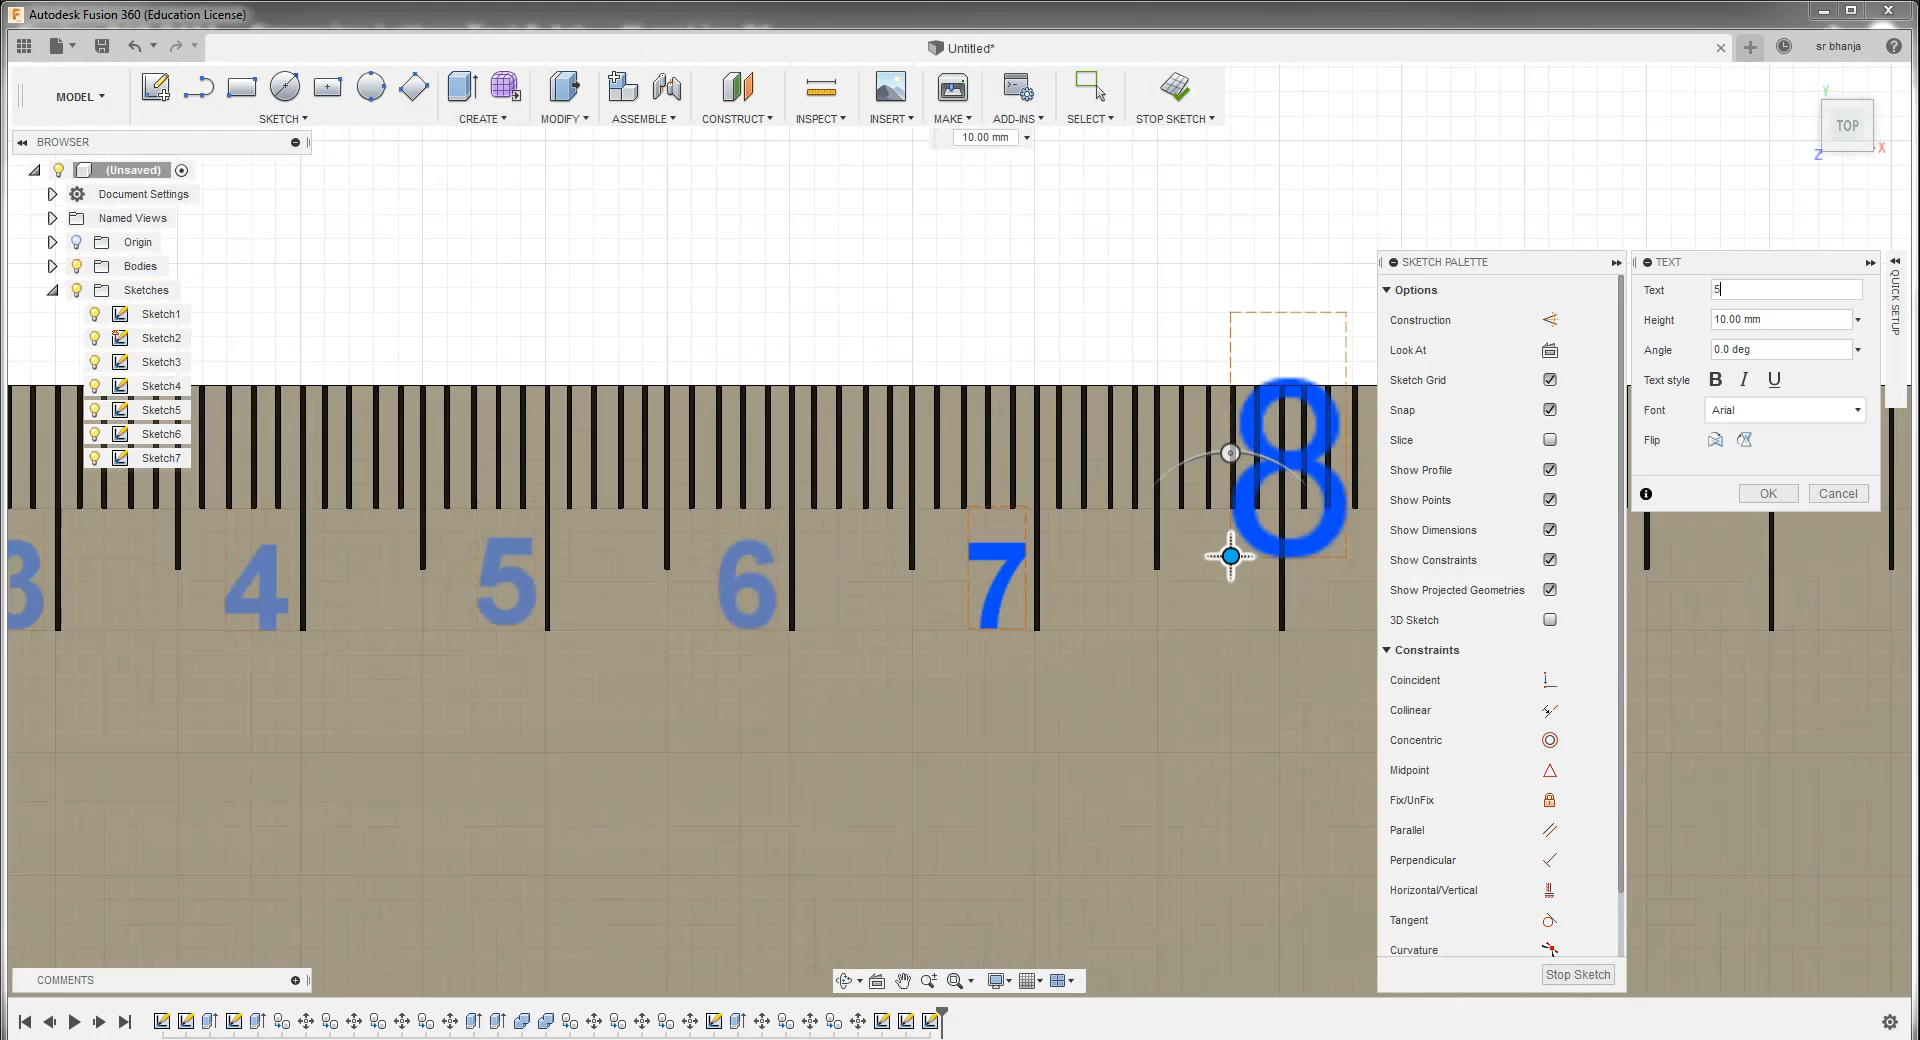 Autodesk Fusion 360 (Education License)
Untitled*
sr bhanja
MODEL
SKETCH
CREATE
MODIFY
ASSEMBLE
CONSTRUCT
INSPECT
INSERT
MAKE
ADD-INS
SELECT
STOP SKETCH
10.00 mm
TOP
Y
X
Z
BROWSER
(Unsaved)
Document Settings
Named Views
Origin
Bodies
Sketches
Sketch1
Sketch2
Sketch3
Sketch4
Sketch5
Sketch6
Sketch7
3 4 5 6 7 8
SKETCH PALETTE
Options
Construction
Look At
Sketch Grid
Snap
Slice
Show Profile
Show Points
Show Dimensions
Show Constraints
Show Projected Geometries
3D Sketch
Constraints
Coincident
Collinear
Concentric
Midpoint
Fix/UnFix
Parallel
Perpendicular
Horizontal/Vertical
Tangent
Curvature
Stop Sketch
TEXT
Text 5
Height 10.00 mm
Angle 0.0 deg
Text style B I U
Font Arial
Flip
OK Cancel
QUICK SETUP
COMMENTS